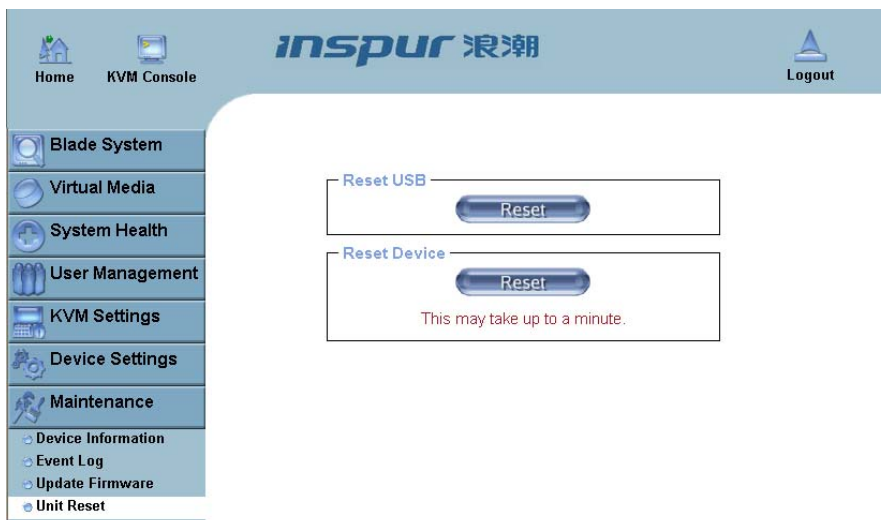 Home
KVM Console
inspur 浪潮
Logout
Blade System
Virtual Media
System Health
User Management
KVM Settings
Device Settings
Maintenance
Device Information
Event Log
Update Firmware
Unit Reset
Reset USB
Reset
Reset Device
Reset
This may take up to a minute.